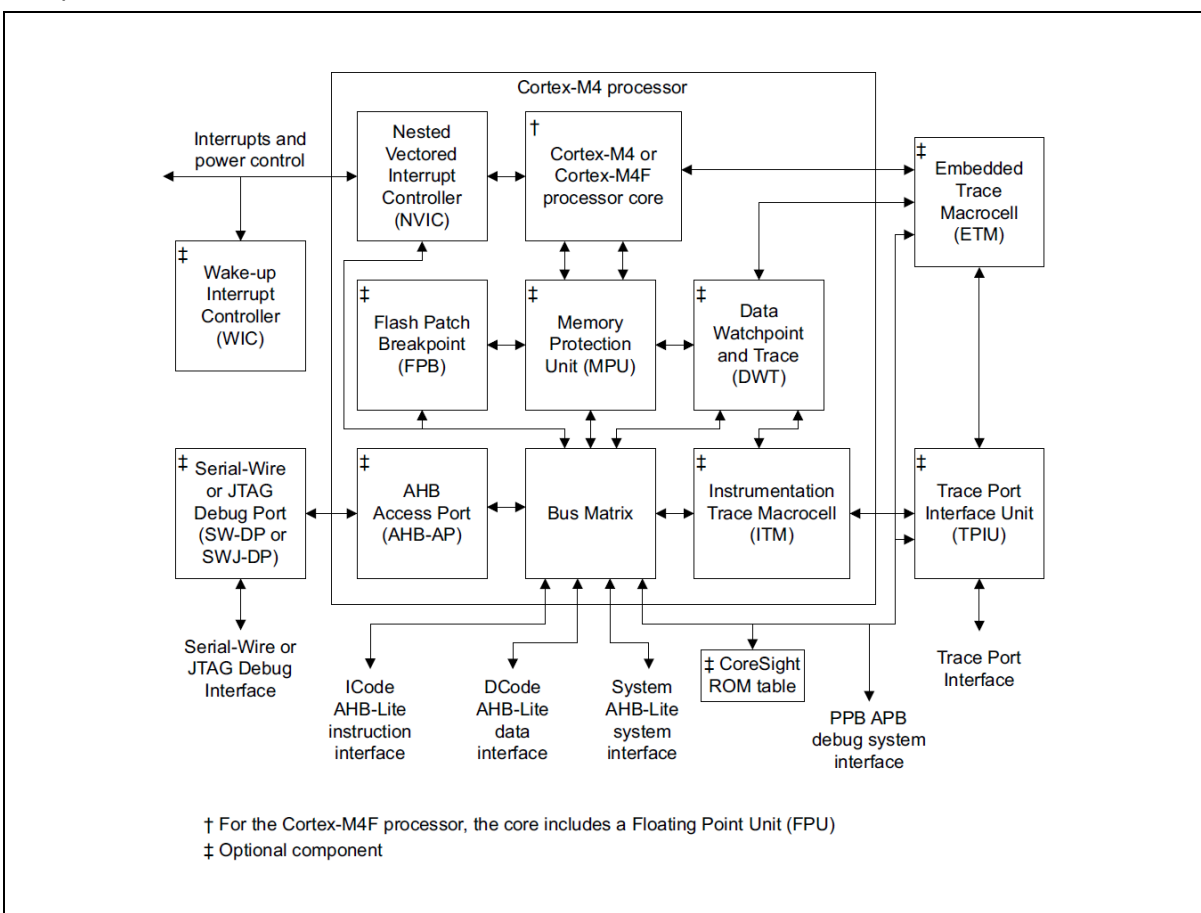 Cortex-M4 processor
Interrupts and
power control
Nested
Vectored
Interrupt
Controller
(NVIC)
†
Cortex-M4 or
Cortex-M4F
processor core
‡
Embedded
Trace
Macrocell
(ETM)
‡
Wake-up
Interrupt
Controller
(WIC)
‡
Flash Patch
Breakpoint
(FPB)
‡
Memory
Protection
Unit (MPU)
‡
Data
Watchpoint
and Trace
(DWT)
‡ Serial-Wire
or JTAG
Debug Port
(SW-DP or
SWJ-DP)
‡
AHB
Access Port
(AHB-AP)
Bus Matrix
‡
Instrumentation
Trace Macrocell
(ITM)
‡
Trace Port
Interface Unit
(TPIU)
Serial-Wire or
JTAG Debug
Interface
ICode
AHB-Lite
instruction
interface
DCode
AHB-Lite
data
interface
System
AHB-Lite
system
interface
‡ CoreSight
ROM table
PPB APB
debug system
interface
Trace Port
Interface
† For the Cortex-M4F processor, the core includes a Floating Point Unit (FPU)
‡ Optional component